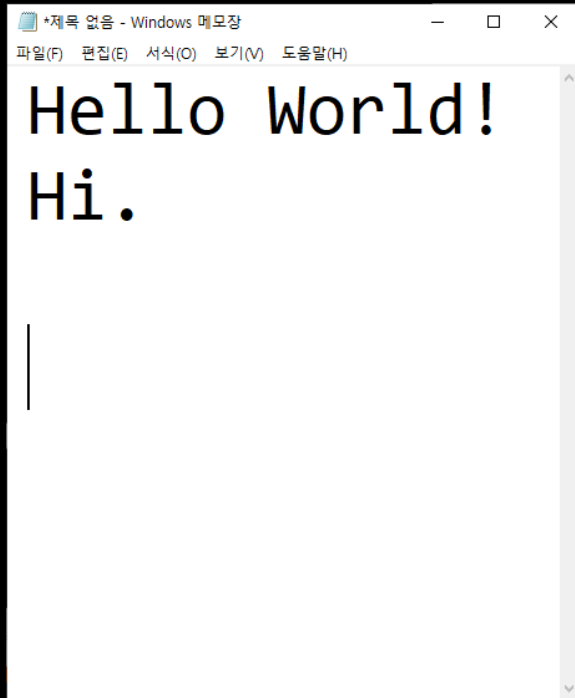 *제목 없음 - Windows 메모장
파일(F) 편집(E) 서식(O) 보기(V) 도움말(H)
Hello World!
Hi.